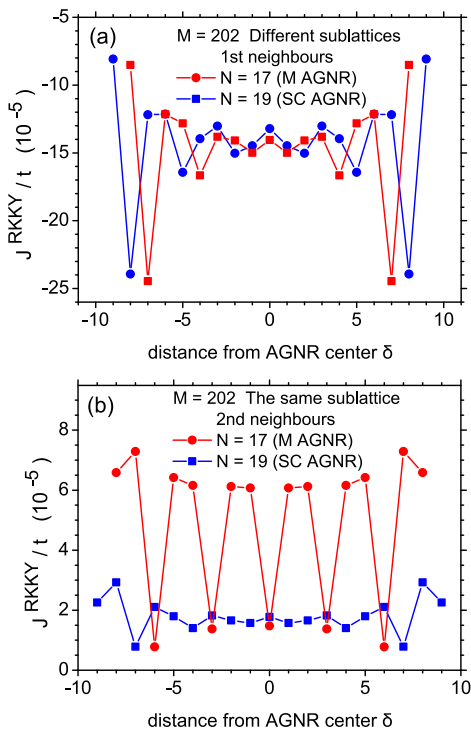 (a)
M = 202 Different sublattices
1st neighbours
N = 17 (M AGNR)
N = 19 (SC AGNR)
J RKKY / t (10 -5)
-5
-10
-15
-20
-25
-10 -5 0 5 10
distance from AGNR center δ
(b)
M = 202 The same sublattice
2nd neighbours
N = 17 (M AGNR)
N = 19 (SC AGNR)
J RKKY / t (10 -5)
8
6
4
2
0
-10 -5 0 5 10
distance from AGNR center δ